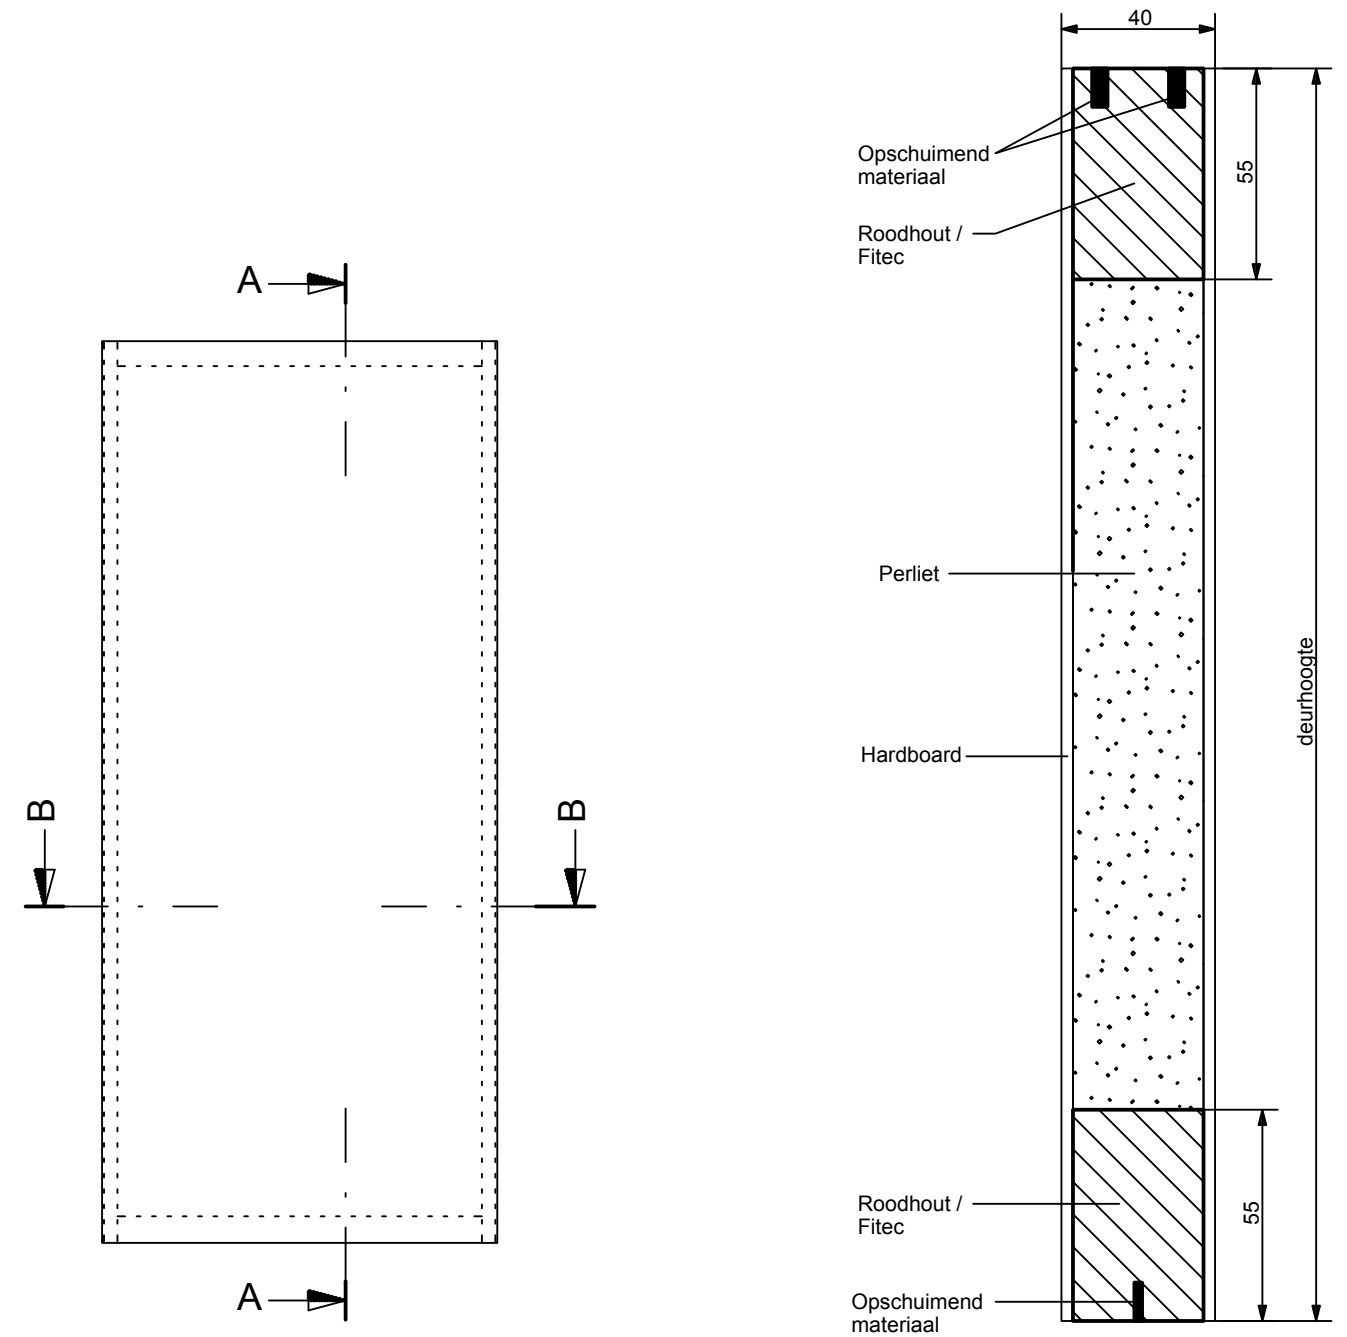 40
Opschuimend
materiaal
55
Roodhout /
Fitec
A
Perliet
deurhoogte
Hardboard
B
B
Roodhout /
Fitec
55
A
Opschuimend
materiaal